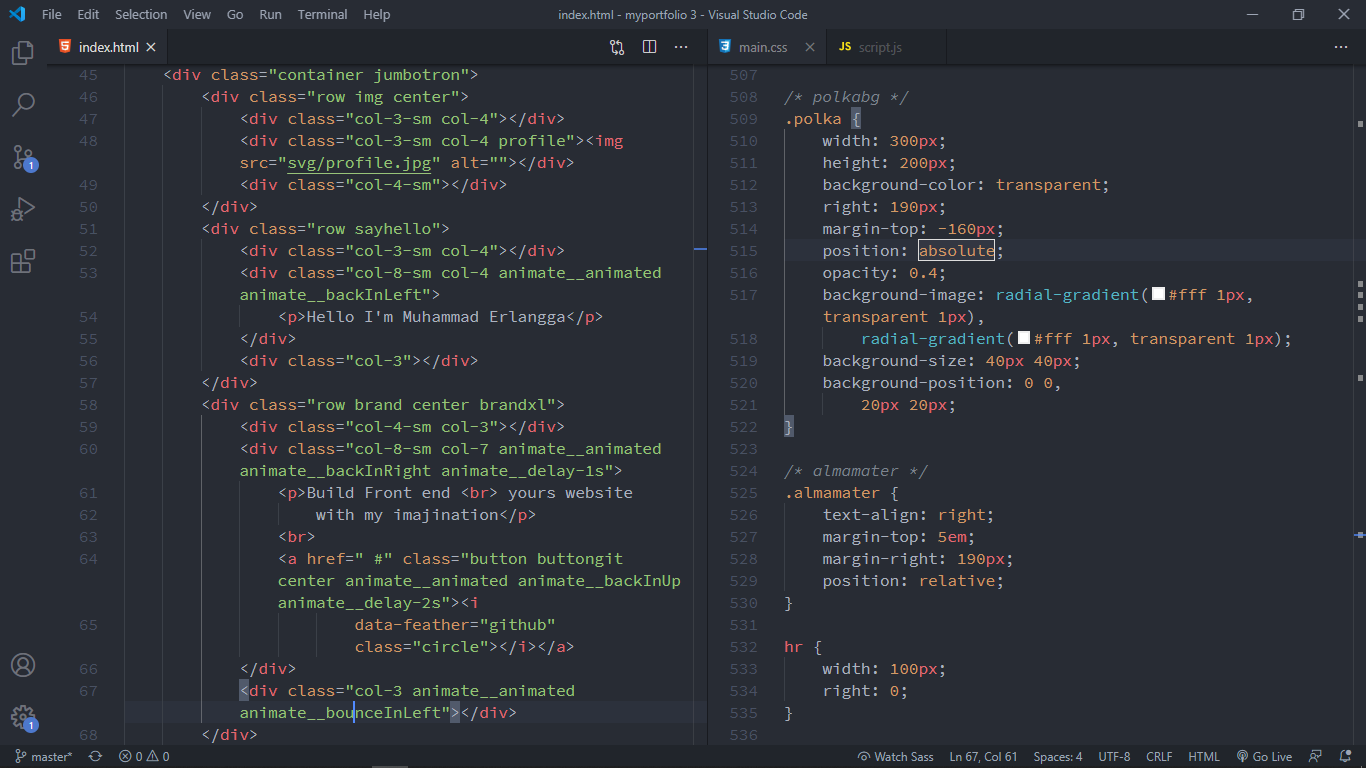 File Edit Selection View Go Run Terminal Help index.html - myportfolio 3 - Visual Studio Code
index.html
main.css JS script.js
45 <div class="container jumbotron">
46 <div class="row img center">
47 <div class="col-3-sm col-4"></div>
48 <div class="col-3-sm col-4 profile"><img
src="svg/profile.jpg" alt=""></div>
49 <div class="col-4-sm"></div>
50 </div>
51 <div class="row sayhello">
52 <div class="col-3-sm col-4"></div>
53 <div class="col-8-sm col-4 animate__animated
animate__backInLeft">
54 <p>Hello I'm Muhammad Erlangga</p>
55 </div>
56 <div class="col-3"></div>
57 </div>
58 <div class="row brand center brandxl">
59 <div class="col-4-sm col-3"></div>
60 <div class="col-8-sm col-7 animate__animated
animate__backInRight animate__delay-1s">
61 <p>Build Front end <br> yours website
62 with my imajination</p>
63 <br>
64 <a href=" #" class="button buttongit
center animate__animated animate__backInUp
animate__delay-2s"><i
65 data-feather="github"
class="circle"></i></a>
66 </div>
67 <div class="col-3 animate__animated
animate__bounceInLeft"></div>
68 </div>
507
508 /* polkabg */
509 .polka {
510 width: 300px;
511 height: 200px;
512 background-color: transparent;
513 right: 190px;
514 margin-top: -160px;
515 position: absolute;
516 opacity: 0.4;
517 background-image: radial-gradient(#fff 1px,
transparent 1px),
518 radial-gradient(#fff 1px, transparent 1px);
519 background-size: 40px 40px;
520 background-position: 0 0,
521 20px 20px;
522 }
523
524 /* almamater */
525 .almamater {
526 text-align: right;
527 margin-top: 5em;
528 margin-right: 190px;
529 position: relative;
530 }
531
532 hr {
533 width: 100px;
534 right: 0;
535 }
536
1
1
master* 0 0 Watch Sass Ln 67, Col 61 Spaces: 4 UTF-8 CRLF HTML Go Live